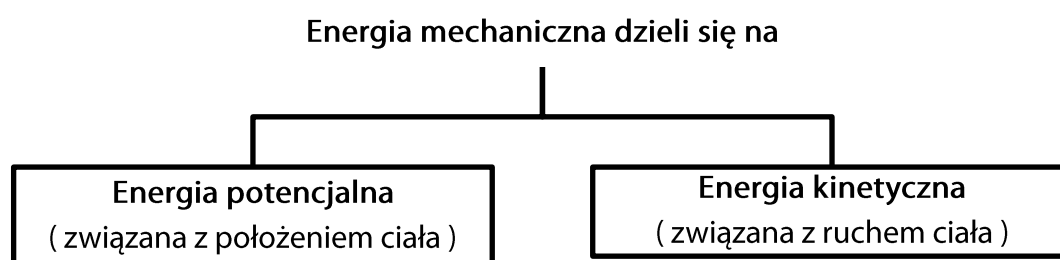 Energia mechaniczna dzieli się na
Energia potencjalna
( związana z położeniem ciała )
Energia kinetyczna
( związana z ruchem ciała )